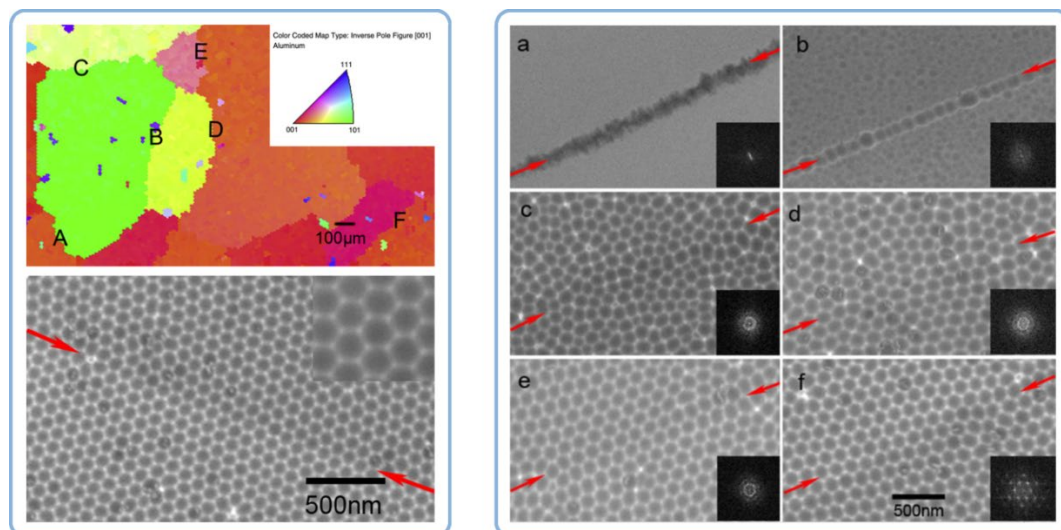 Color Coded Map Type: Inverse Pole Figure [001]
Aluminum
111
001
101
E
C
B
D
A
F
100µm
500nm
a
b
c
d
e
f
500nm